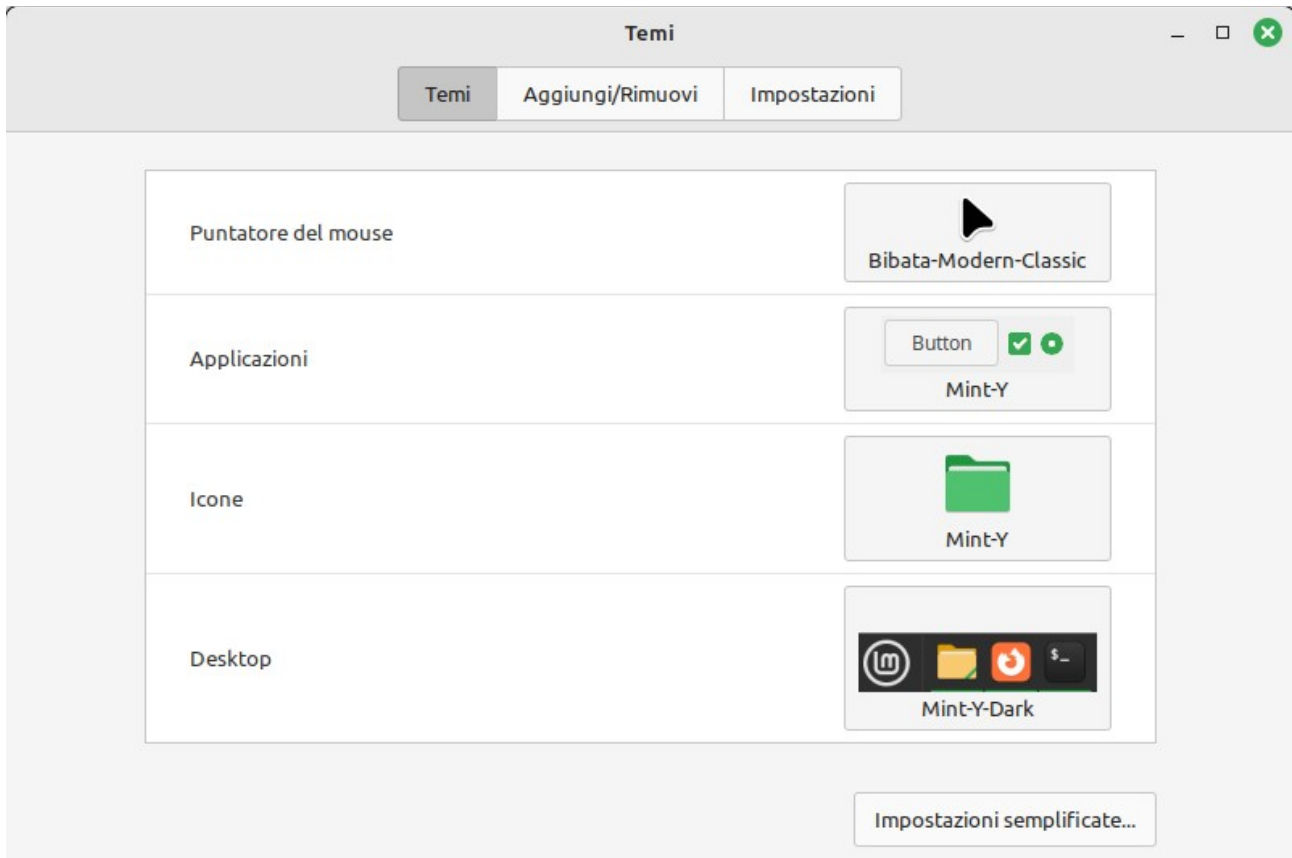 Temi
Temi
Aggiungi/Rimuovi
Impostazioni
Puntatore del mouse
Bibata-Modern-Classic
Applicazioni
Button
Mint-Y
Icone
Mint-Y
Desktop
$_
Mint-Y-Dark
Impostazioni semplificate...